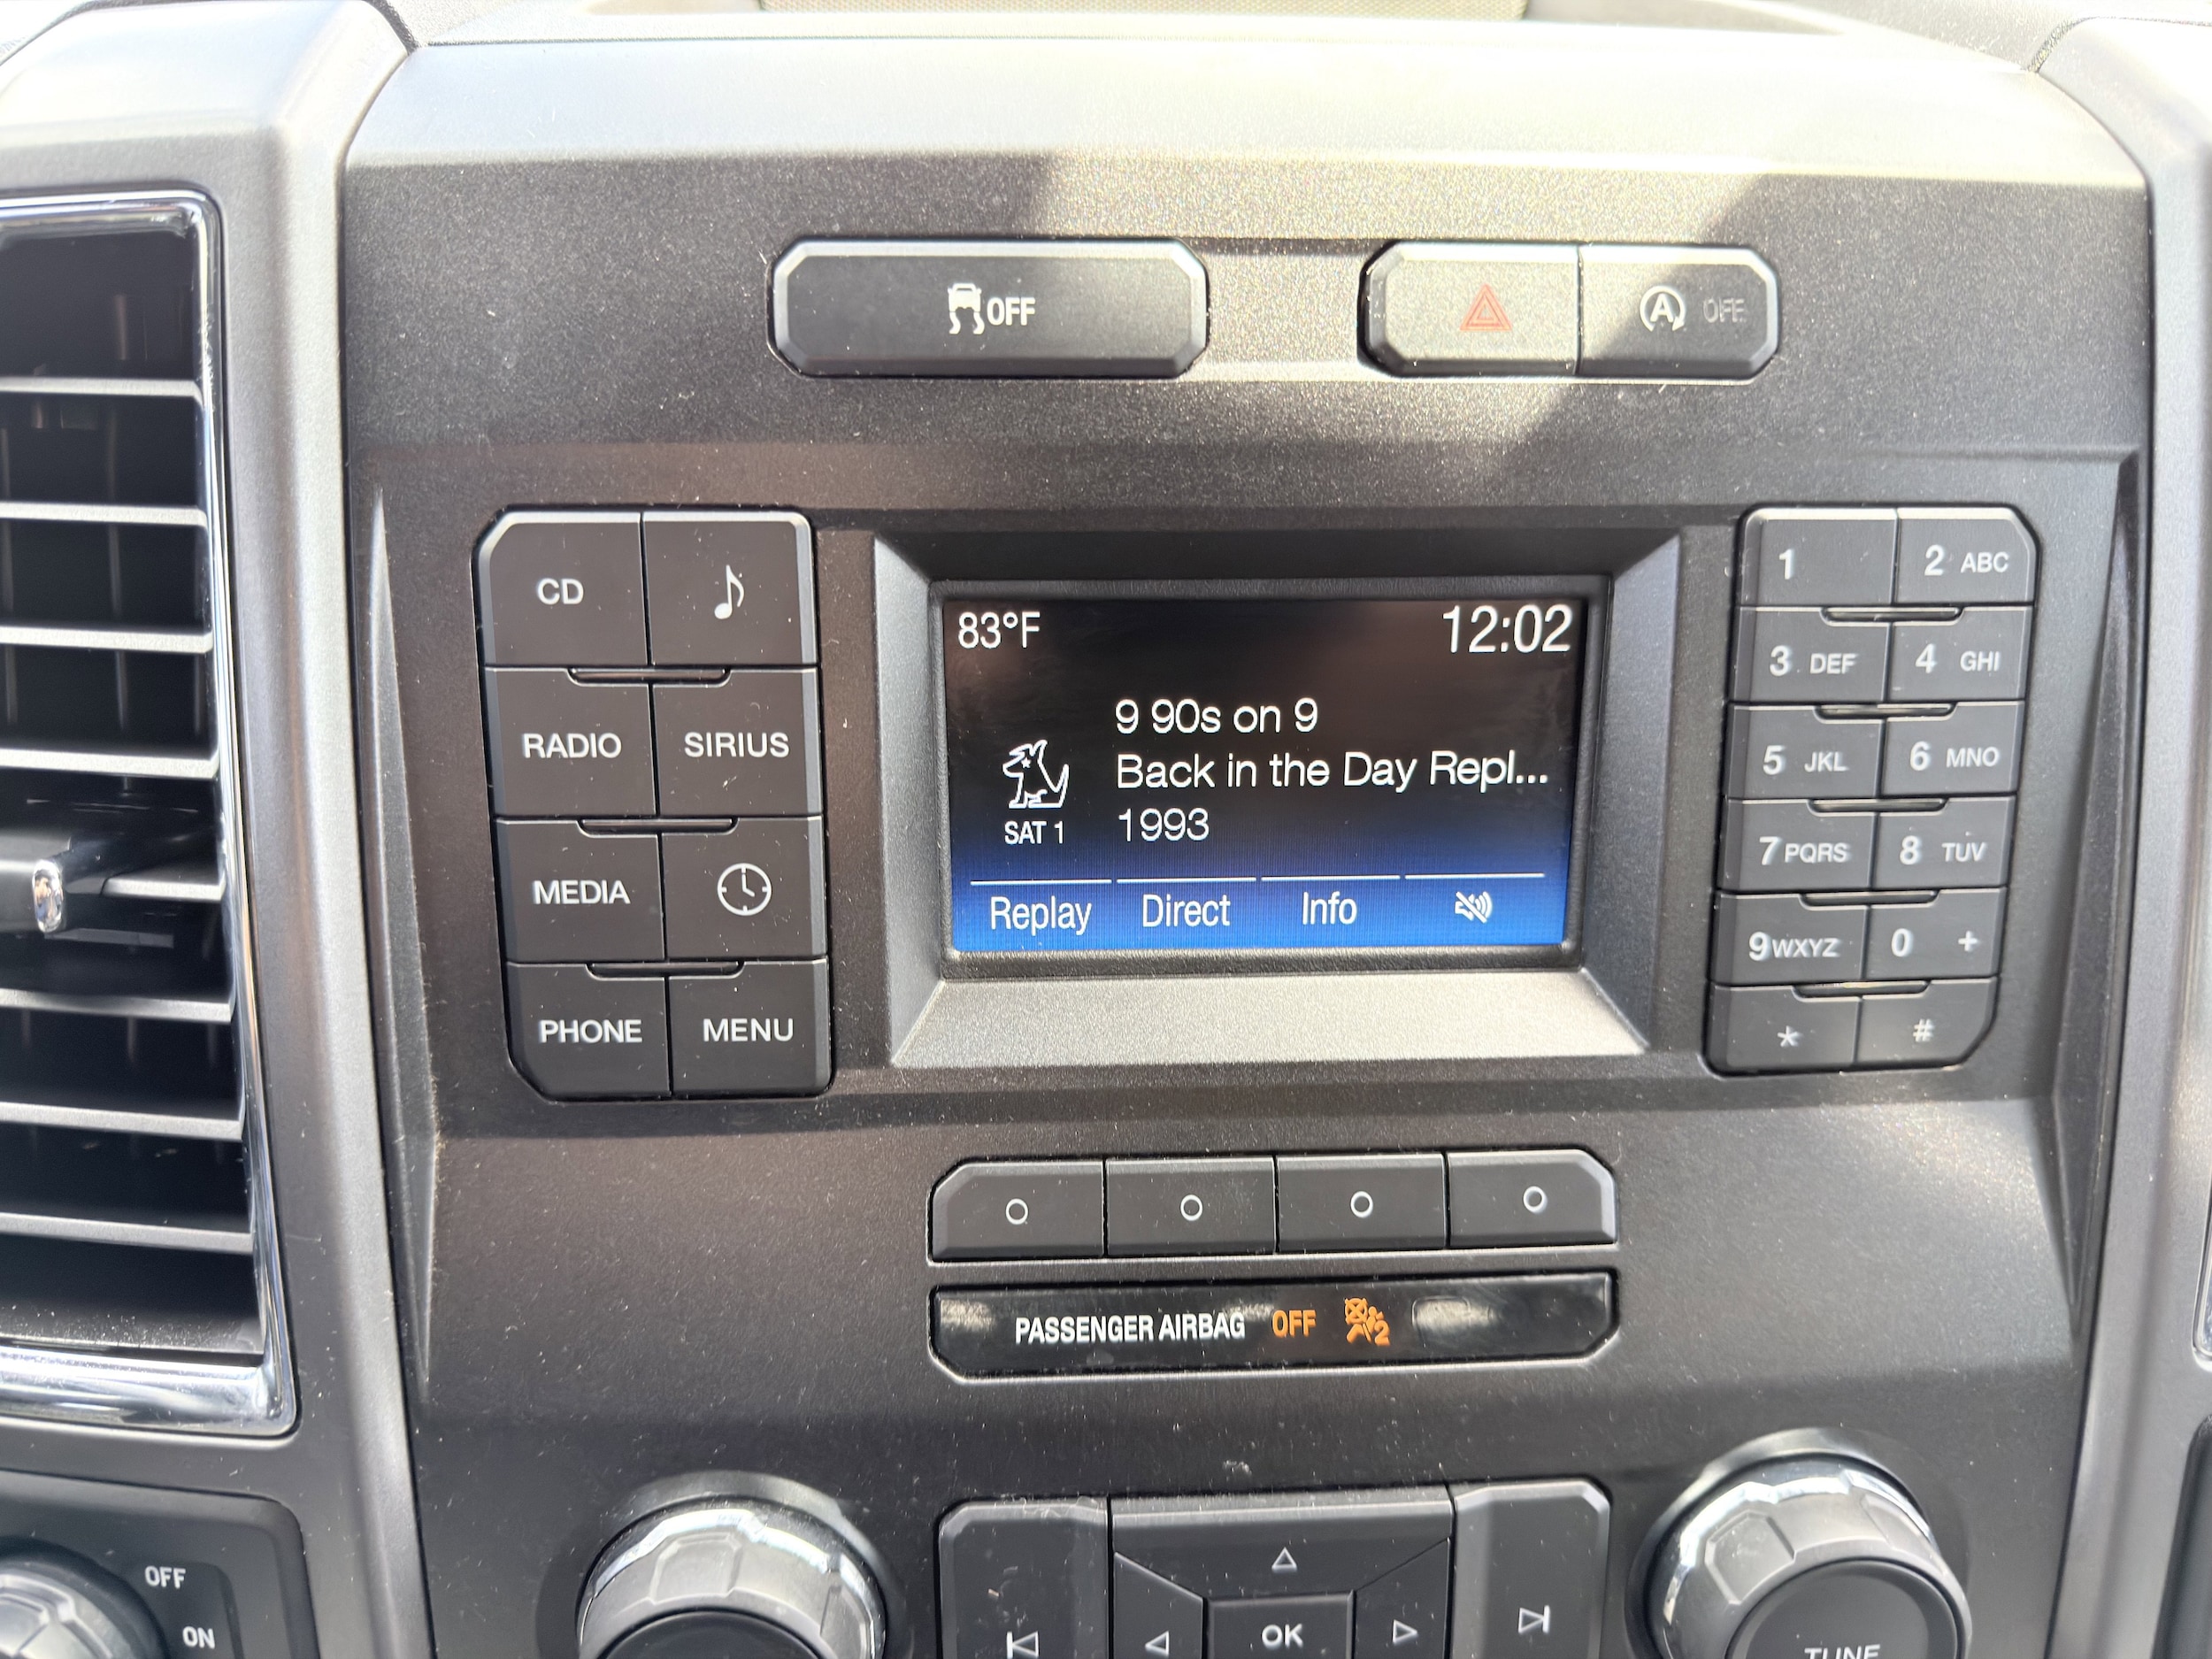 OFF
A OFF
CD
RADIO SIRIUS
MEDIA
PHONE MENU
83°F 12:02
9 90s on 9
Back in the Day Repl...
SAT 1 1993
Replay Direct Info
1 2 ABC
3 DEF 4 GHI
5 JKL 6 MNO
7 PQRS 8 TUV
9 WXYZ 0 +
* #
PASSENGER AIRBAG OFF 2
OFF
ON
OK
TUNE